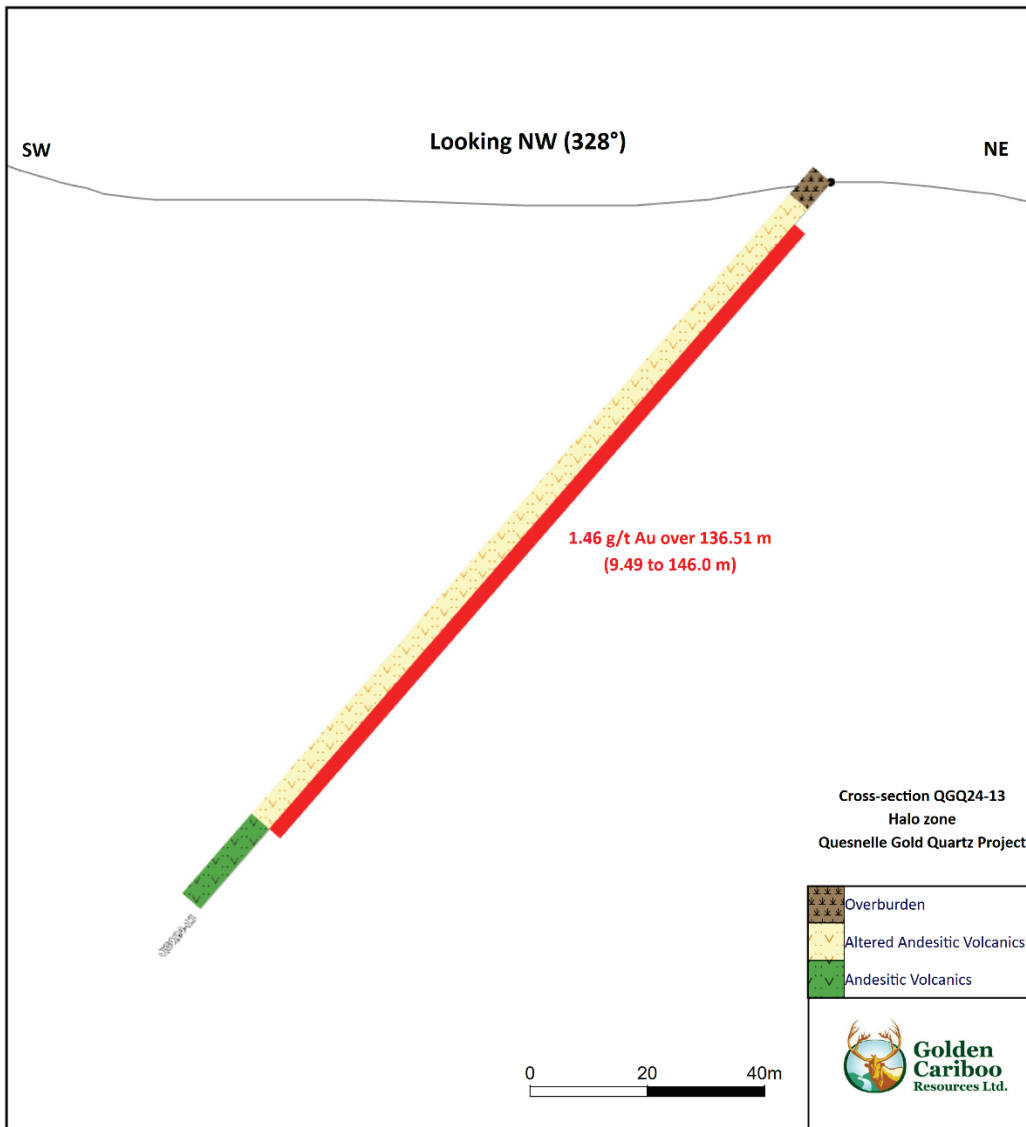 Looking NW (328°)
SW
NE
1.46 g/t Au over 136.51 m
(9.49 to 146.0 m)
QGQ24-13
Cross-section QGQ24-13
Halo zone
Quesnelle Gold Quartz Project
Overburden
Altered Andesitic Volcanics
Andesitic Volcanics
0
20
40m
Golden
Cariboo
Resources Ltd.